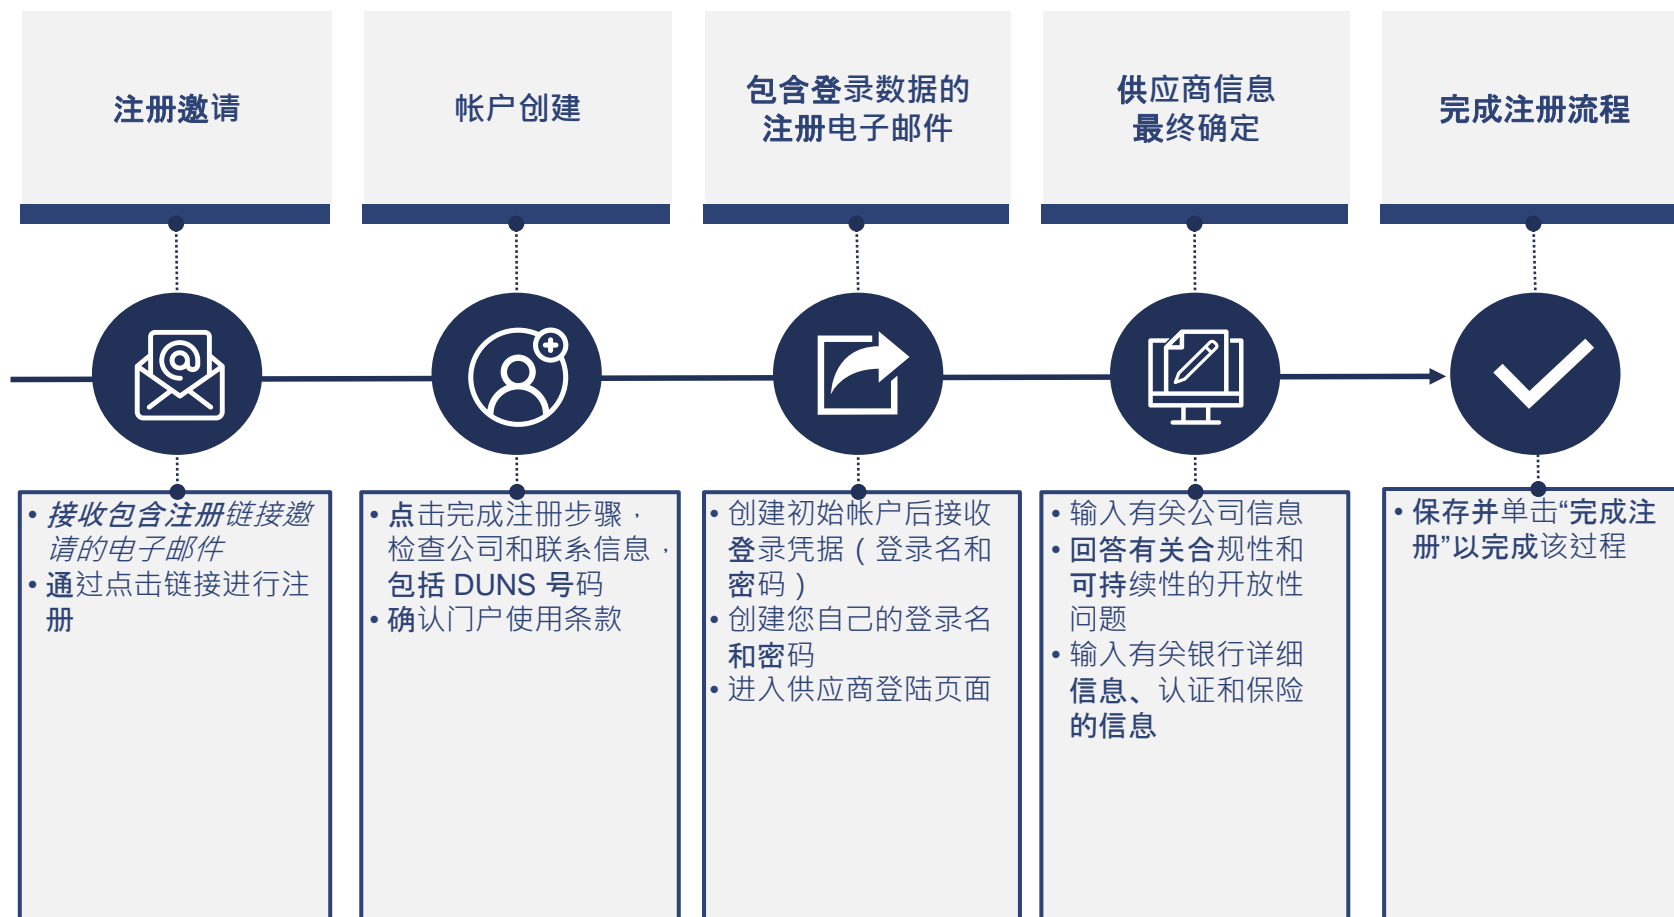 注册邀请
帐户创建
包含登录数据的
注册电子邮件
供应商信息
最终确定
完成注册流程
• 接收包含注册链接邀
请的电子邮件
• 通过点击链接进行注
册
• 点击完成注册步骤，
检查公司和联系信息，
包括 DUNS 号码
• 确认门户使用条款
• 创建初始帐户后接收
登录凭据（登录名和
密码）
• 创建您自己的登录名
和密码
• 进入供应商登陆页面
• 输入有关公司信息
• 回答有关合规性和
可持续性的开放性
问题
• 输入有关银行详细
信息、认证和保险
的信息
• 保存并单击“完成注
册”以完成该过程